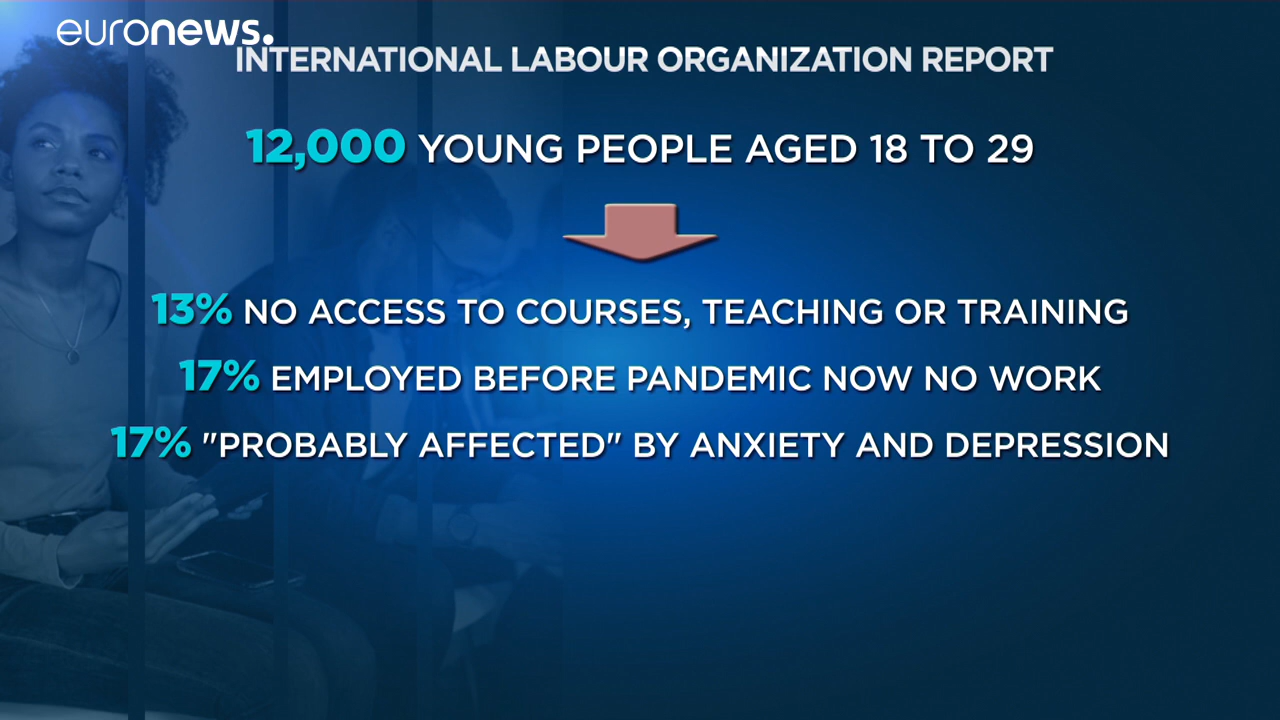 euronews.
INTERNATIONAL LABOUR ORGANIZATION REPORT
12,000 YOUNG PEOPLE AGED 18 TO 29
13% NO ACCESS TO COURSES, TEACHING OR TRAINING
17% EMPLOYED BEFORE PANDEMIC NOW NO WORK
17% "PROBABLY AFFECTED" BY ANXIETY AND DEPRESSION